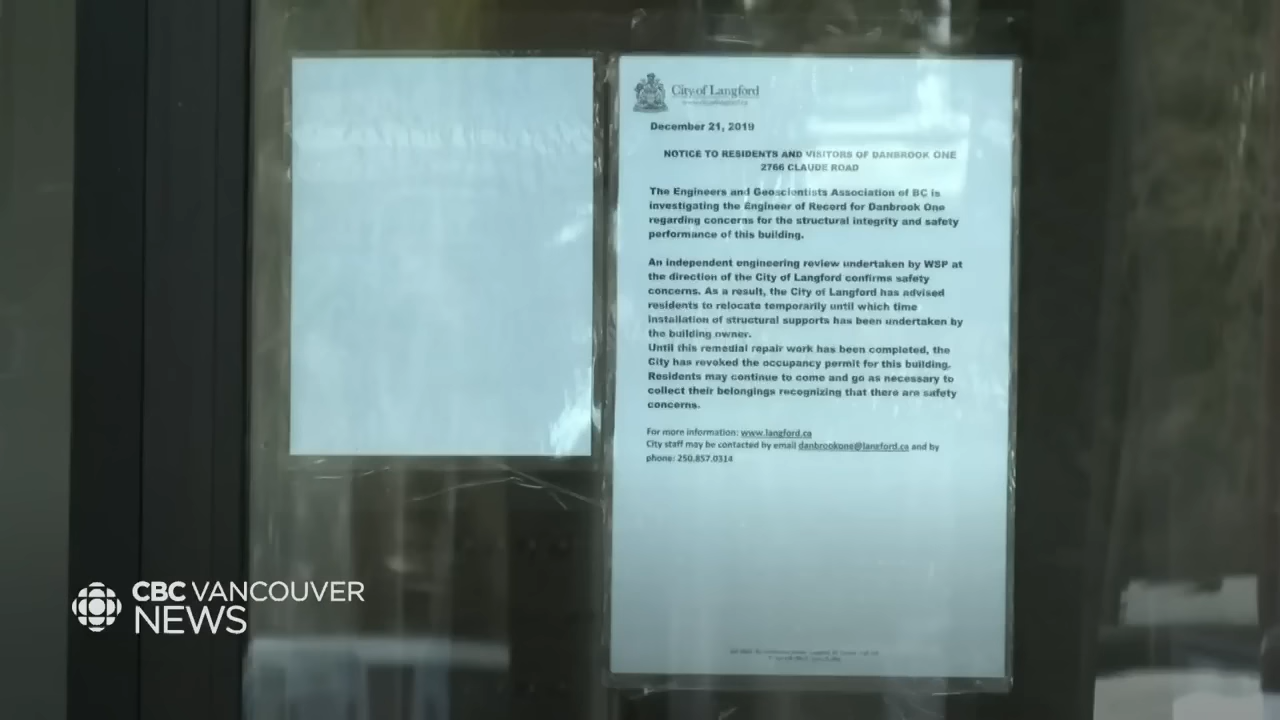 City of Langford
December 21, 2019
NOTICE TO RESIDENTS AND VISITORS OF DANBROOK ONE
2766 CLAUDE ROAD
The Engineers and Geoscientists Association of BC is
investigating the Engineer of Record for Danbrook One
regarding concerns for the structural integrity and safety
performance of this building.
An independent engineering review undertaken by WSP at
the direction of the City of Langford confirms safety
concerns. As a result, the City of Langford has advised
residents to relocate temporarily until which time
installation of structural supports has been undertaken by
the building owner.
Until this remedial repair work has been completed, the
City has revoked the occupancy permit for this building.
Residents may continue to come and go as necessary to
collect their belongings recognizing that there are safety
concerns.
For more information: www.langford.ca
City staff may be contacted by email danbrookone@langford.ca and by
phone: 250.857.0314
CBC VANCOUVER
NEWS